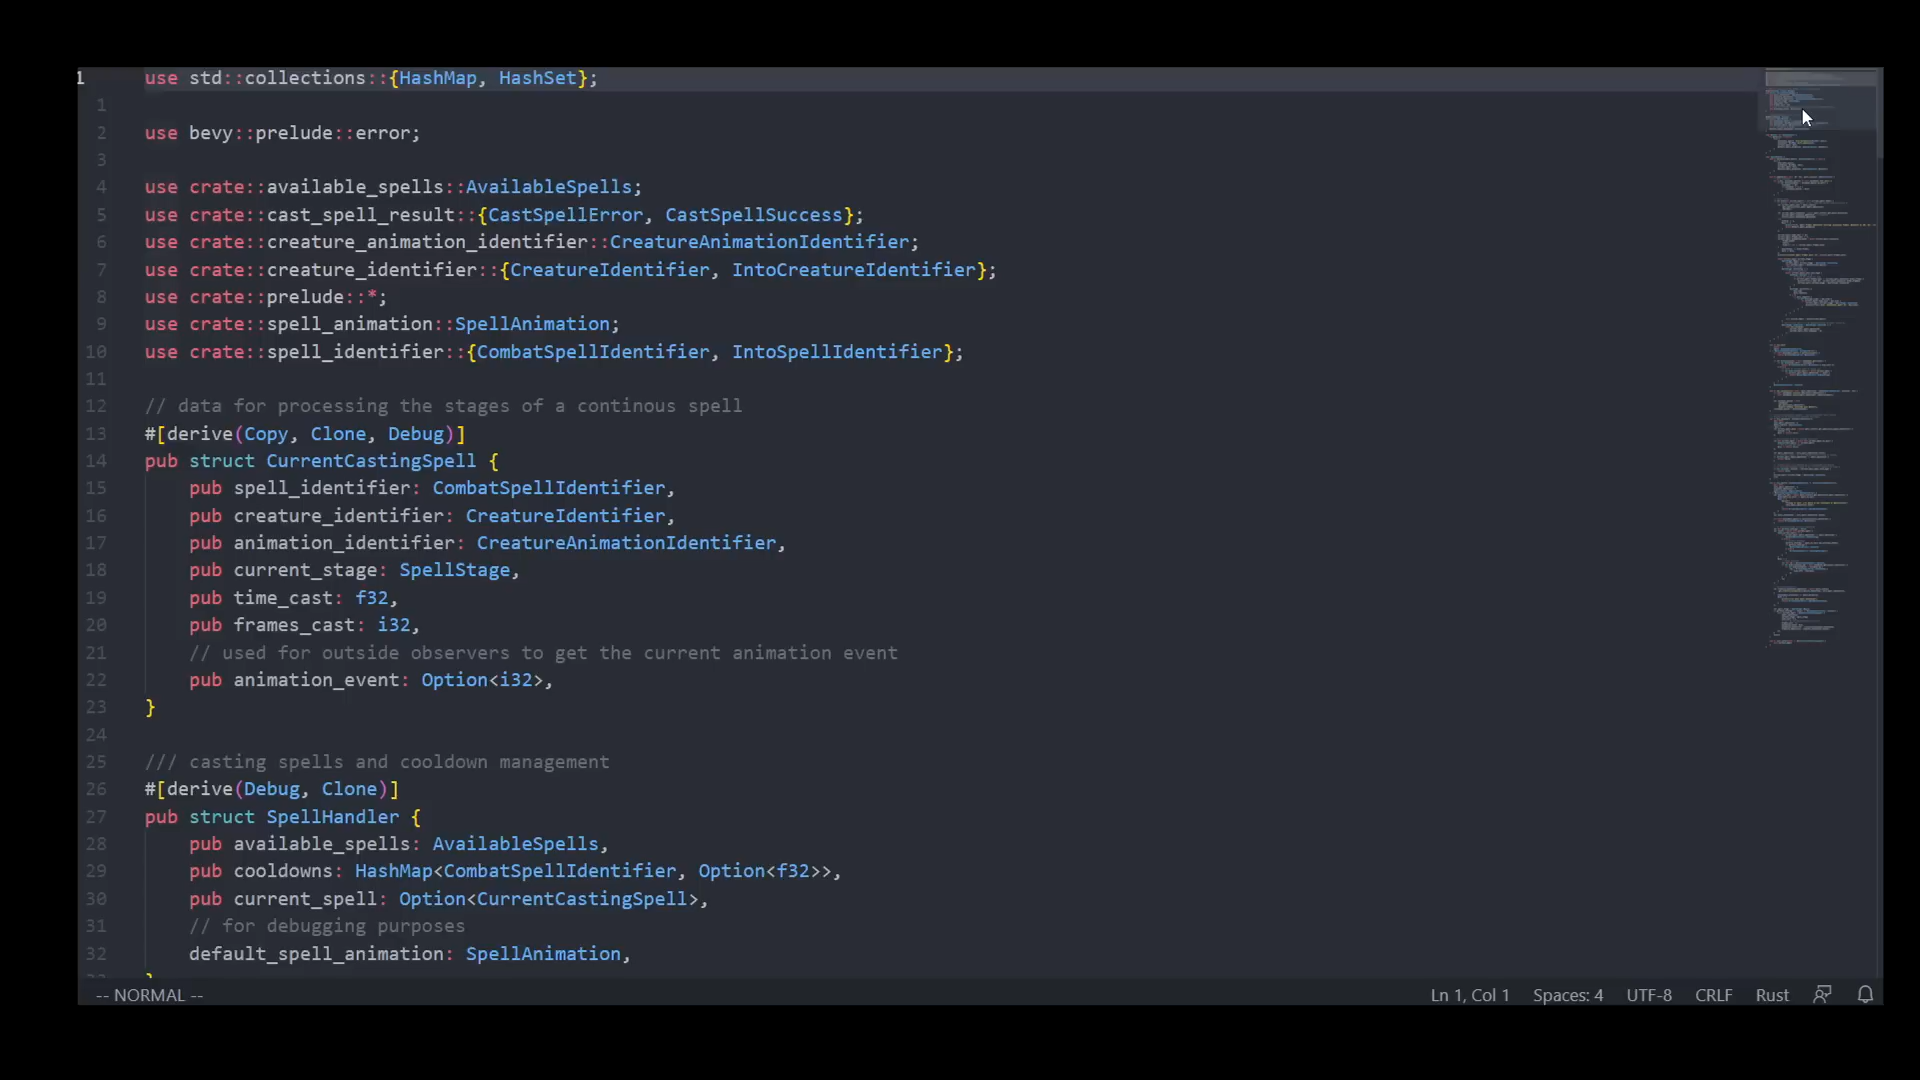 1 use std::collections::{HashMap, HashSet};
1
2 use bevy::prelude::error;
3
4 use crate::available_spells::AvailableSpells;
5 use crate::cast_spell_result::{CastSpellError, CastSpellSuccess};
6 use crate::creature_animation_identifier::CreatureAnimationIdentifier;
7 use crate::creature_identifier::{CreatureIdentifier, IntoCreatureIdentifier};
8 use crate::prelude::*;
9 use crate::spell_animation::SpellAnimation;
10 use crate::spell_identifier::{CombatSpellIdentifier, IntoSpellIdentifier};
11
12 // data for processing the stages of a continous spell
13 #[derive(Copy, Clone, Debug)]
14 pub struct CurrentCastingSpell {
15     pub spell_identifier: CombatSpellIdentifier,
16     pub creature_identifier: CreatureIdentifier,
17     pub animation_identifier: CreatureAnimationIdentifier,
18     pub current_stage: SpellStage,
19     pub time_cast: f32,
20     pub frames_cast: i32,
21     // used for outside observers to get the current animation event
22     pub animation_event: Option<i32>,
23 }
24
25 /// casting spells and cooldown management
26 #[derive(Debug, Clone)]
27 pub struct SpellHandler {
28     pub available_spells: AvailableSpells,
29     pub cooldowns: HashMap<CombatSpellIdentifier, Option<f32>>,
30     pub current_spell: Option<CurrentCastingSpell>,
31     // for debugging purposes
32     default_spell_animation: SpellAnimation,
-- NORMAL -- Ln 1, Col 1 Spaces: 4 UTF-8 CRLF Rust